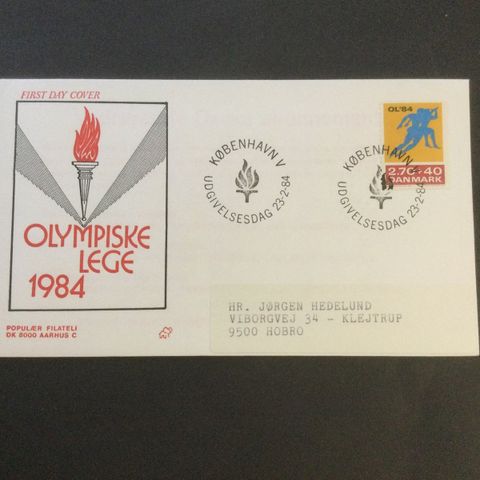 FIRST DAY COVER
OLYMPISKE
LEGE
1984
POPULÆR FILATELI
DK 8000 AARHUS C
KØBENHAVN V
UDGIVELSESDAG 23-2-84
KØBENHAVN V
UDGIVELSESDAG 23-2-84
OL'84
2.70+40
DANMARK
HR. JØRGEN HEDELUND
VIBORGVEJ 34 - KLEJTRUP
9500 HOBRO